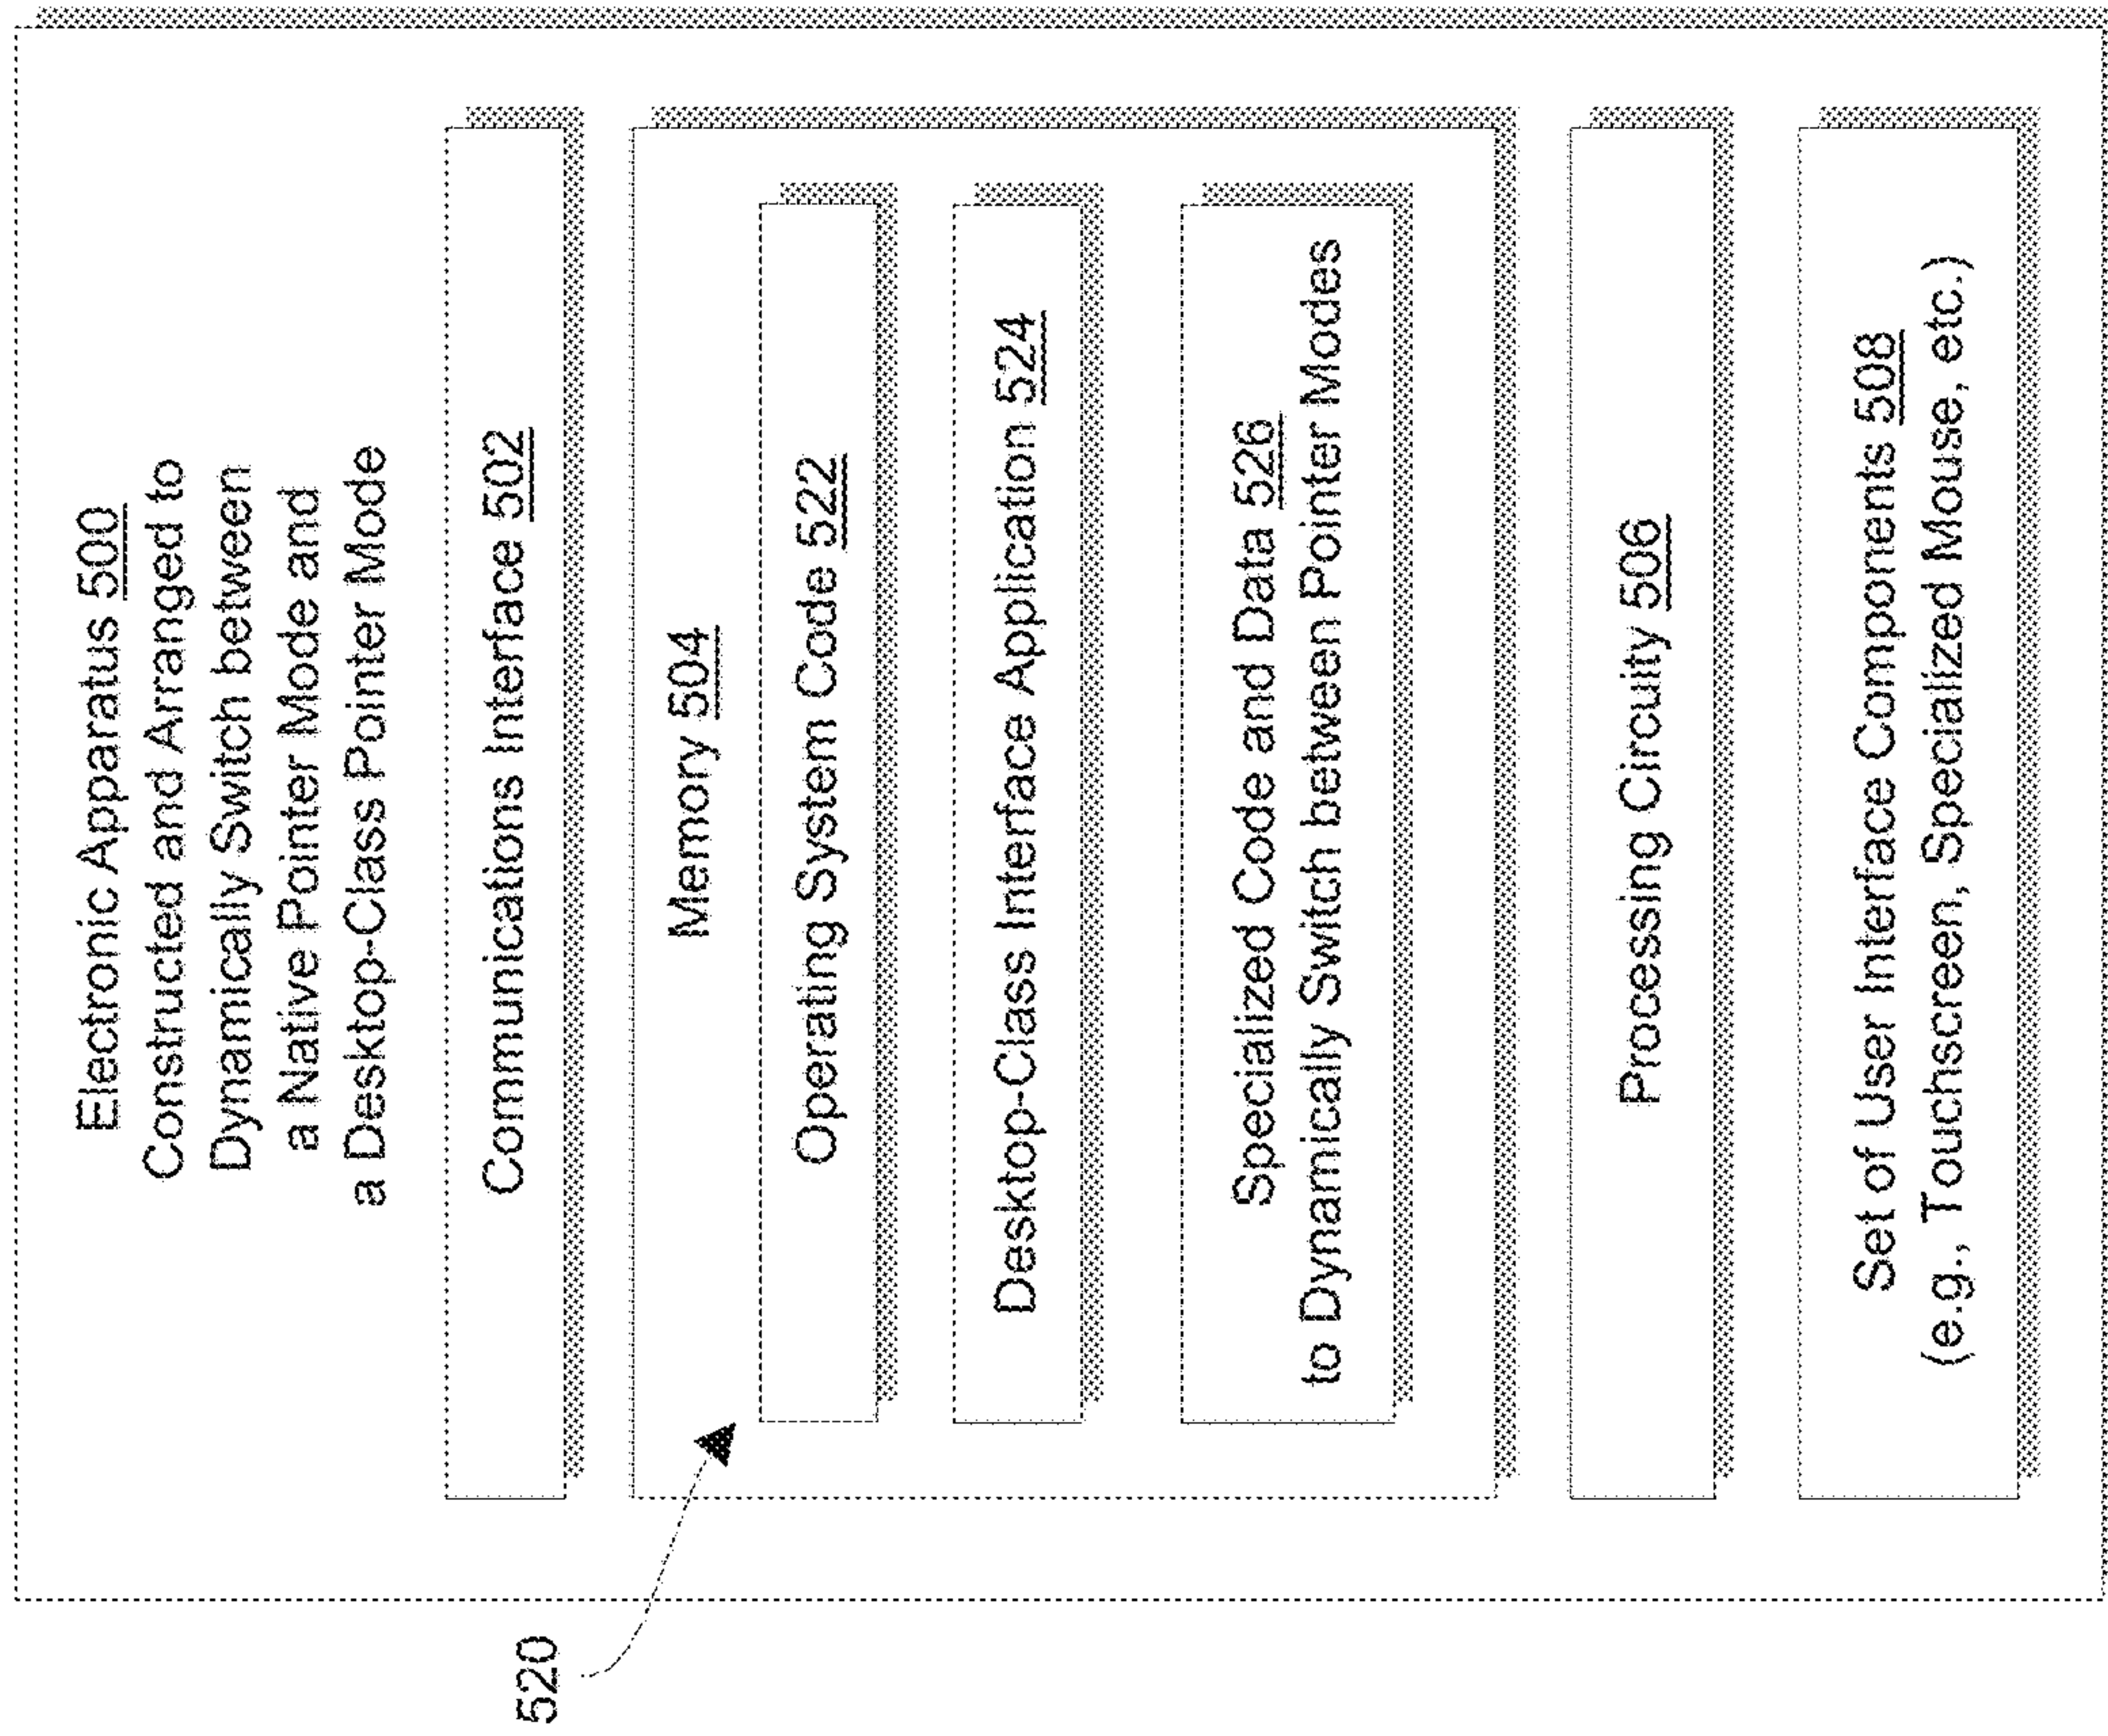 Electronic Apparatus 500
Constructed and Arranged to
Dynamically Switch between
a Native Pointer Mode and
a Desktop-Class Pointer Mode
Communications Interface 502
Memory 504
520
Operating System Code 522
Desktop-Class Interface Application 524
Specialized Code and Data 526
to Dynamically Switch between Pointer Modes
Processing Circuity 506
Set of User Interface Components 508
(e.g., Touchscreen, Specialized Mouse, etc.)